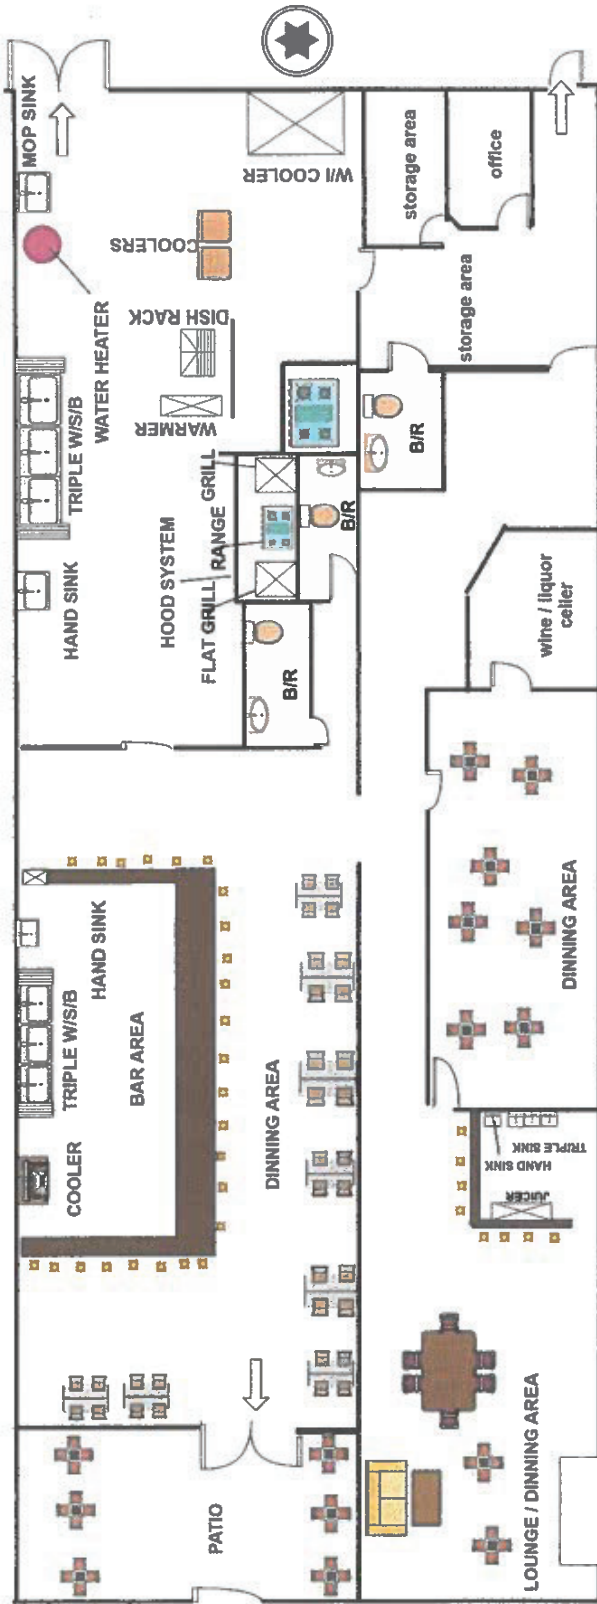 MOP SINK
W/I COOLER
storage area
office
COOLERS
WATER HEATER
DISH RACK
storage area
TRIPLE W/S/B
WARMER
B/R
GRILL
RANGE
HOOD SYSTEM
B/R
HAND SINK
FLAT GRILL
B/R
wine / liquor
celler
HAND SINK
TRIPLE W/S/B
BAR AREA
DINNING AREA
DINNING AREA
COOLER
TRIPLE SINK
HAND SINK
JUICER
PATIO
LOUNGE / DINNING AREA